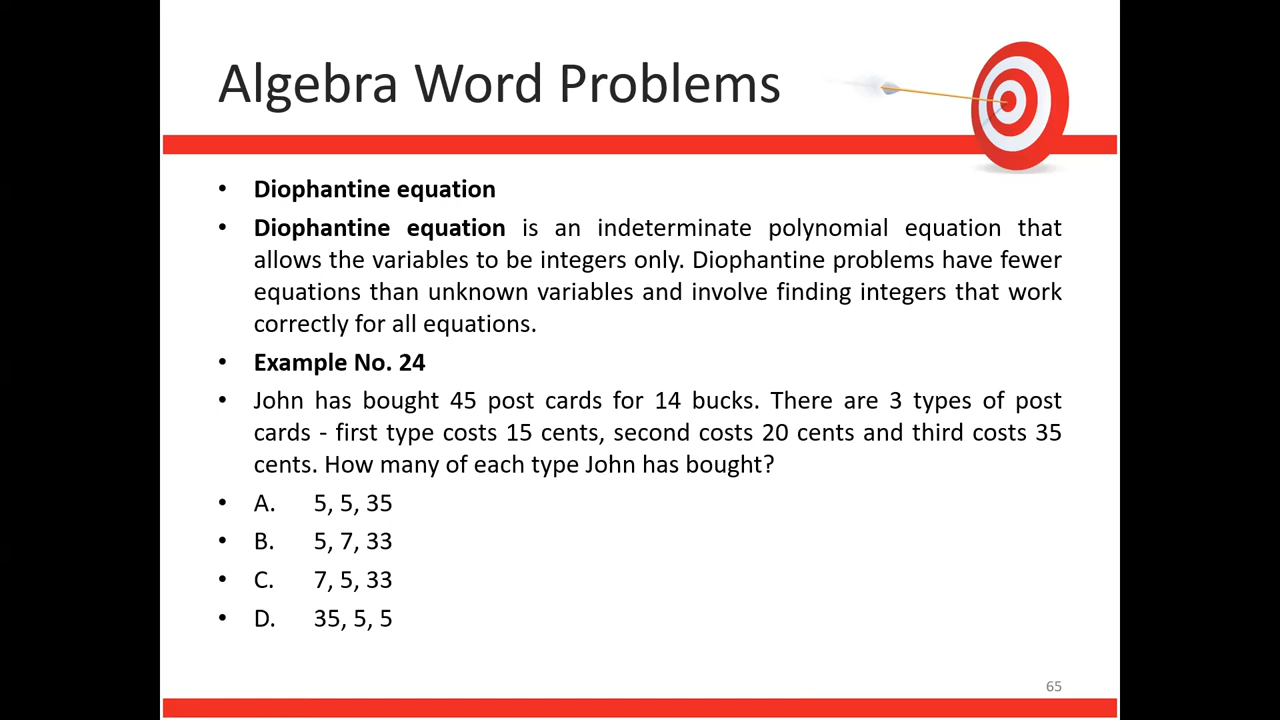 Algebra Word Problems
• Diophantine equation
• Diophantine equation is an indeterminate polynomial equation that
allows the variables to be integers only. Diophantine problems have fewer
equations than unknown variables and involve finding integers that work
correctly for all equations.
• Example No. 24
• John has bought 45 post cards for 14 bucks. There are 3 types of post
cards - first type costs 15 cents, second costs 20 cents and third costs 35
cents. How many of each type John has bought?
• A. 5, 5, 35
• B. 5, 7, 33
• C. 7, 5, 33
• D. 35, 5, 5
65